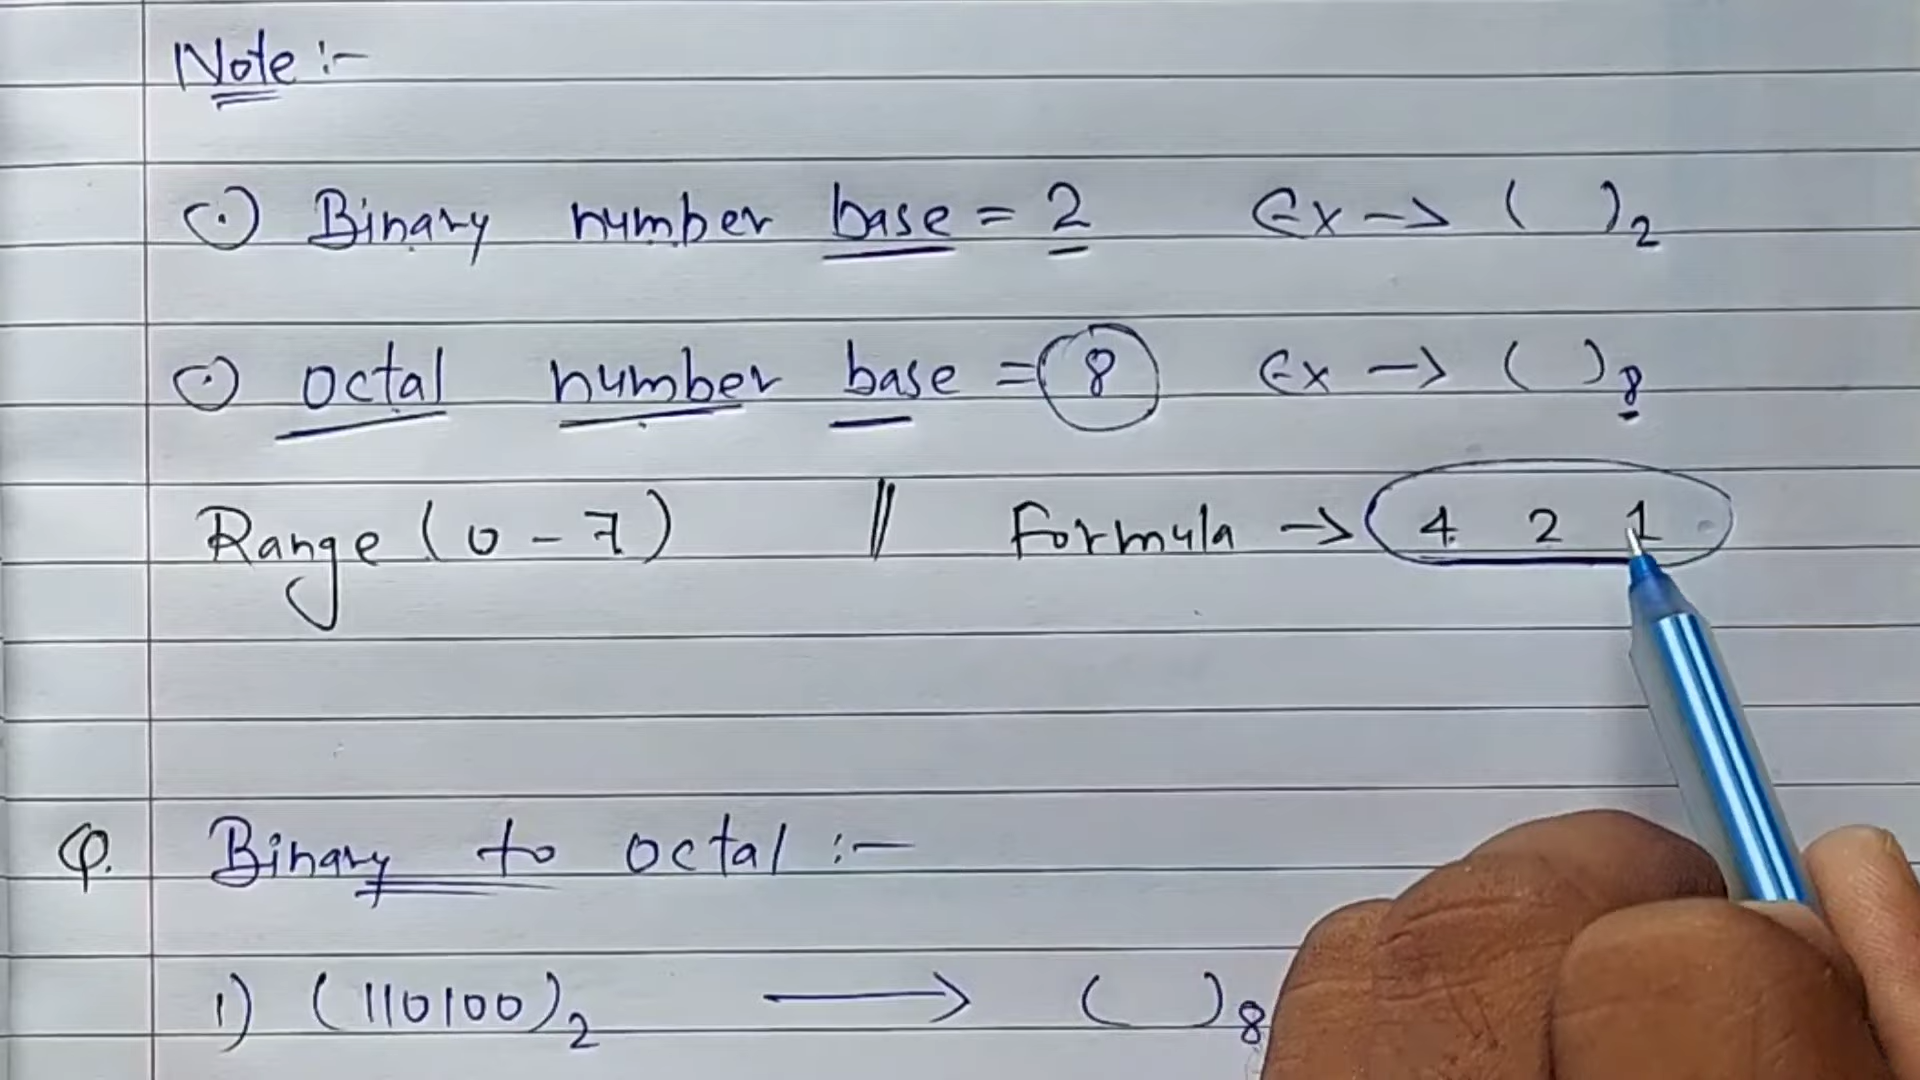 Note :-
⊙ Binary number base = 2 Ex → ( )₂
⊙ octal number base = 8 Ex → ( )₈
Range ( 0 - 7 ) || Formula → 4 2 1
Q. Binary to octal :-
1) (110100)₂ → ( )₈